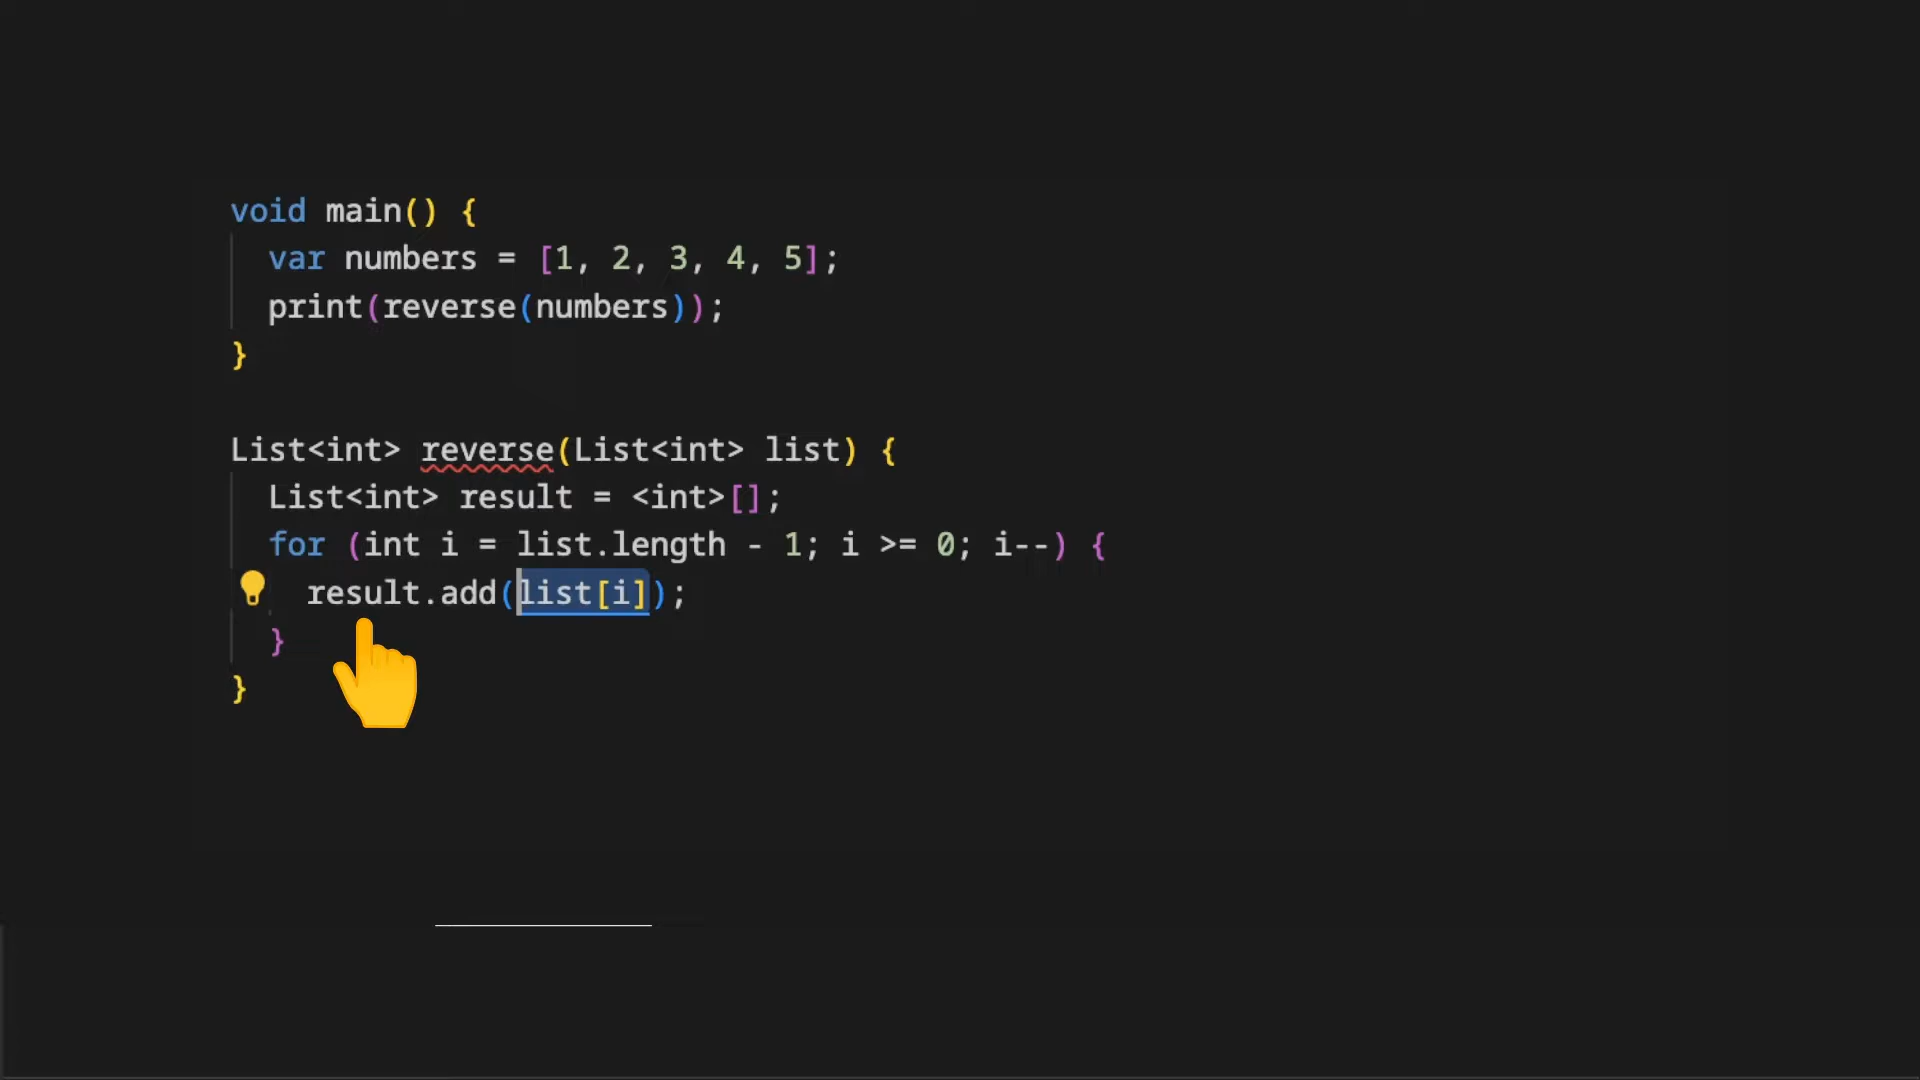 void main() {
var numbers = [1, 2, 3, 4, 5];
print(reverse(numbers));
}
List<int> reverse(List<int> list) {
List<int> result = <int>[];
for (int i = list.length - 1; i >= 0; i--) {
result.add(list[i]);
}
}